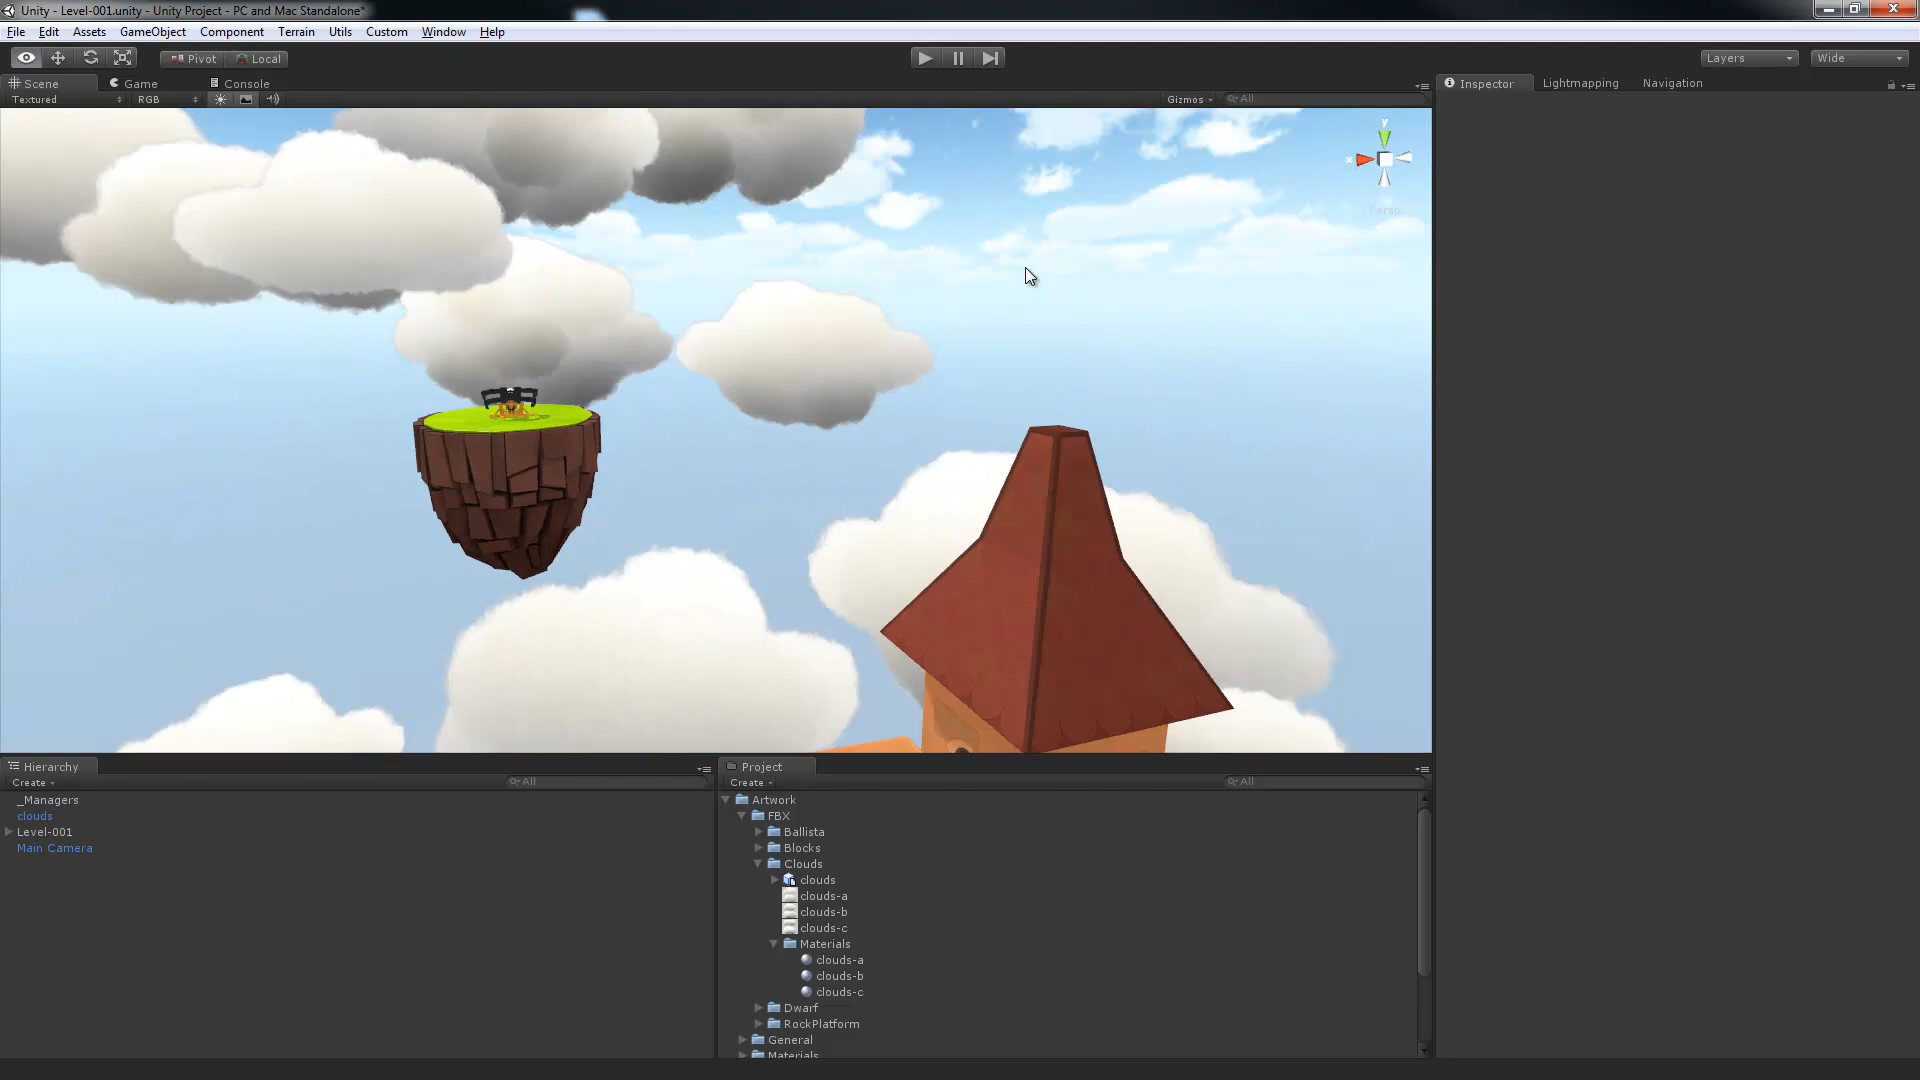 Unity - Level-001.unity - Unity Project - PC and Mac Standalone*
File Edit Assets GameObject Component Terrain Utils Custom Window Help
Pivot Local Layers Wide
Scene Game Console Inspector Lightmapping Navigation
Textured RGB Gizmos All
y
x
Persp
Hierarchy Project
Create All Create All
_Managers
clouds
Level-001
Main Camera
Artwork
FBX
Ballista
Blocks
Clouds
clouds
clouds-a
clouds-b
clouds-c
Materials
clouds-a
clouds-b
clouds-c
Dwarf
RockPlatform
General
Materials